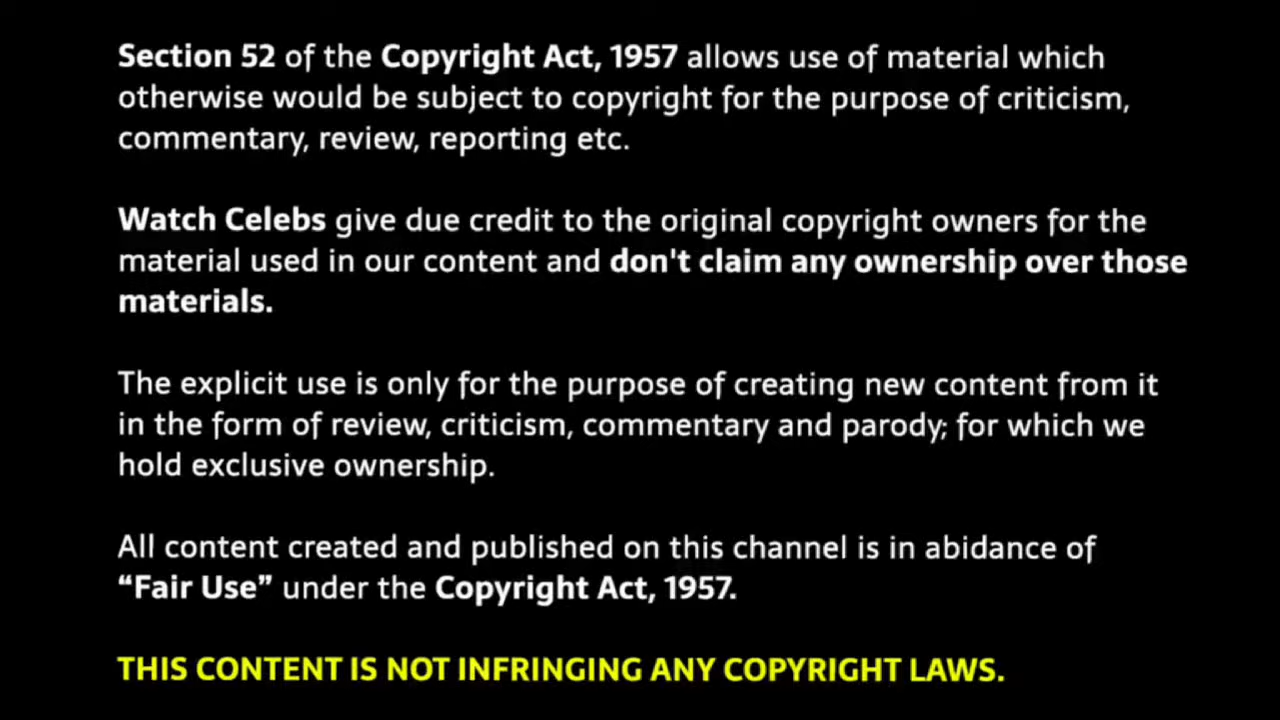 Section 52 of the Copyright Act, 1957 allows use of material which
otherwise would be subject to copyright for the purpose of criticism,
commentary, review, reporting etc.
Watch Celebs give due credit to the original copyright owners for the
material used in our content and don't claim any ownership over those
materials.
The explicit use is only for the purpose of creating new content from it
in the form of review, criticism, commentary and parody; for which we
hold exclusive ownership.
All content created and published on this channel is in abidance of
“Fair Use” under the Copyright Act, 1957.
THIS CONTENT IS NOT INFRINGING ANY COPYRIGHT LAWS.